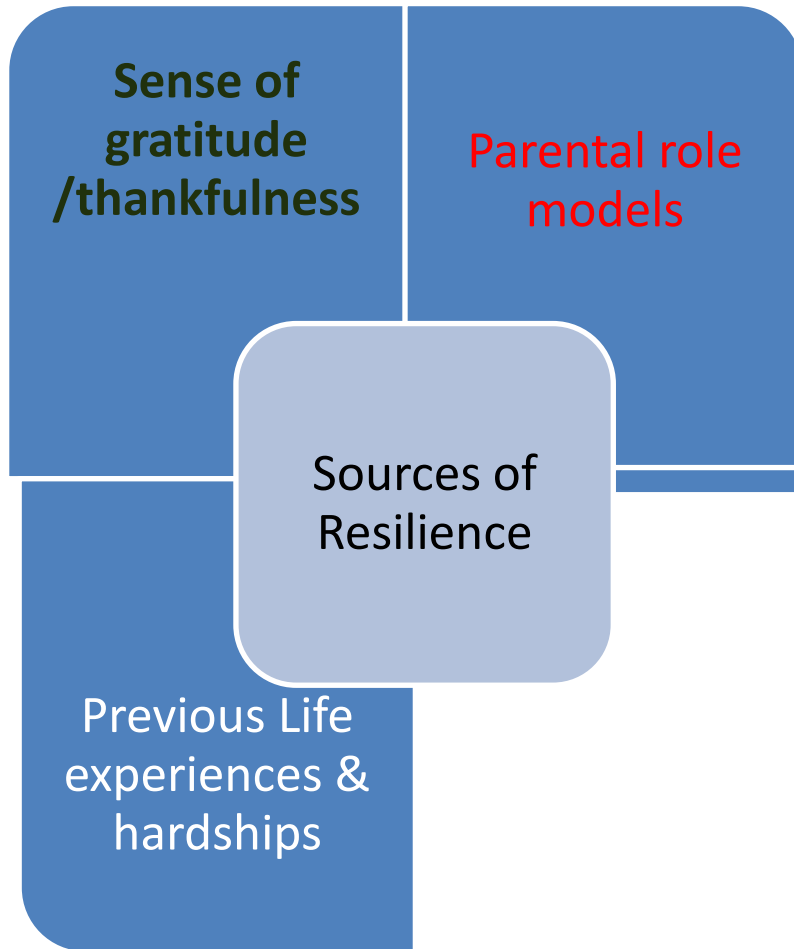 Sense of
gratitude
/thankfulness
Parental role
models
Sources of
Resilience
Previous Life
experiences &
hardships